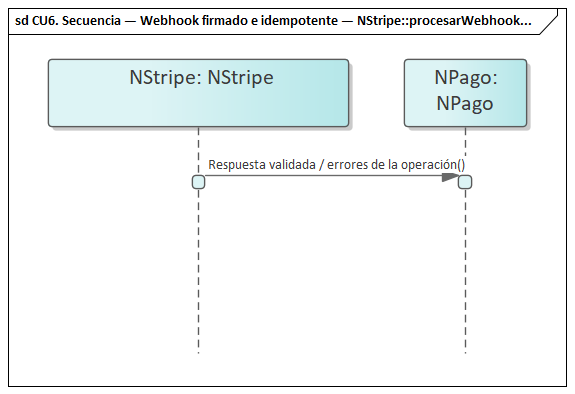 sd CU6. Secuencia — Webhook firmado e idempotente — NStripe::procesarWebhook...
NStripe: NStripe
NPago:
NPago
Respuesta validada / errores de la operación()